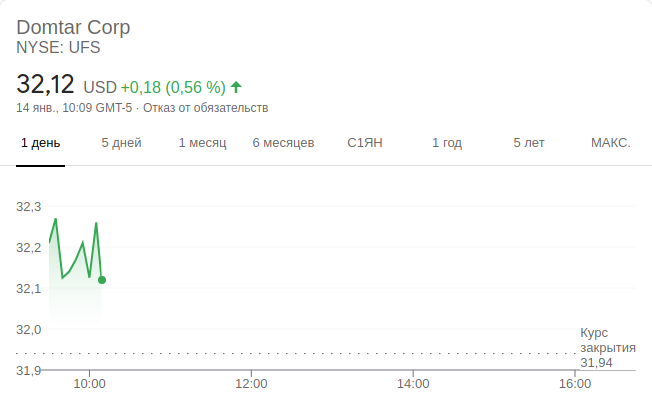 Domtar Corp
NYSE: UFS
32,12 USD +0,18 (0,56 %)
14 янв., 10:09 GMT-5 · Отказ от обязательств
1 день 5 дней 1 месяц 6 месяцев С1ЯН 1 год 5 лет МАКС.
32,3
32,2
32,1
32,0
31,9
Курс
закрытия
31,94
10:00 12:00 14:00 16:00